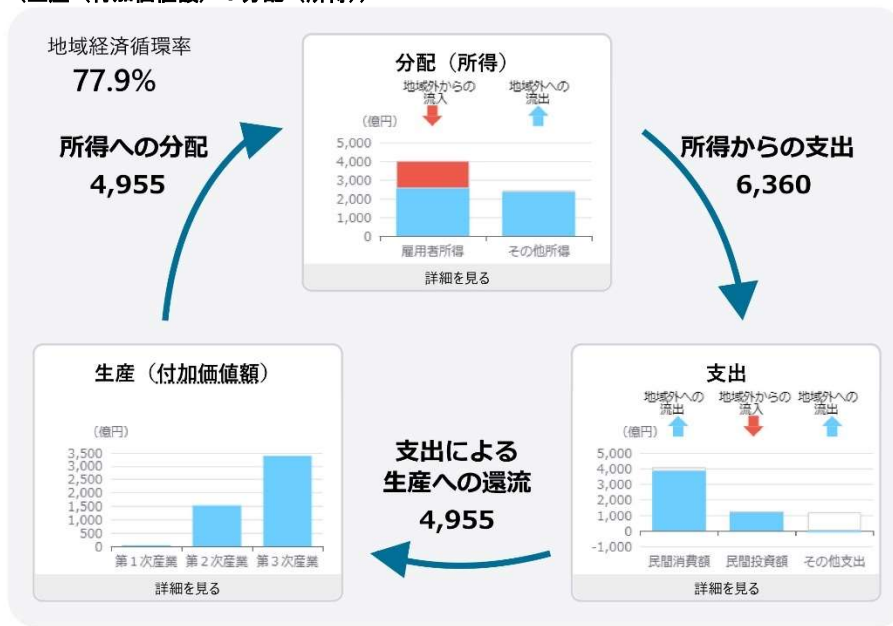 地域経済循環率
77.9%
所得への分配
4,955
分配（所得）
地域外からの
流入
地域外への
流出
（億円）
5,000
4,000
3,000
2,000
1,000
0
雇用者所得
その他所得
詳細を見る
所得からの支出
6,360
生産（付加価値額）
（億円）
3,500
3,000
2,500
2,000
1,500
1,000
500
0
第1次産業 第2次産業 第3次産業
詳細を見る
支出による
生産への還流
4,955
支出
地域外への
流出
地域外からの
流入
地域外への
流出
（億円）
5,000
4,000
3,000
2,000
1,000
0
-1,000
民間消費額 民間投資額 その他支出
詳細を見る